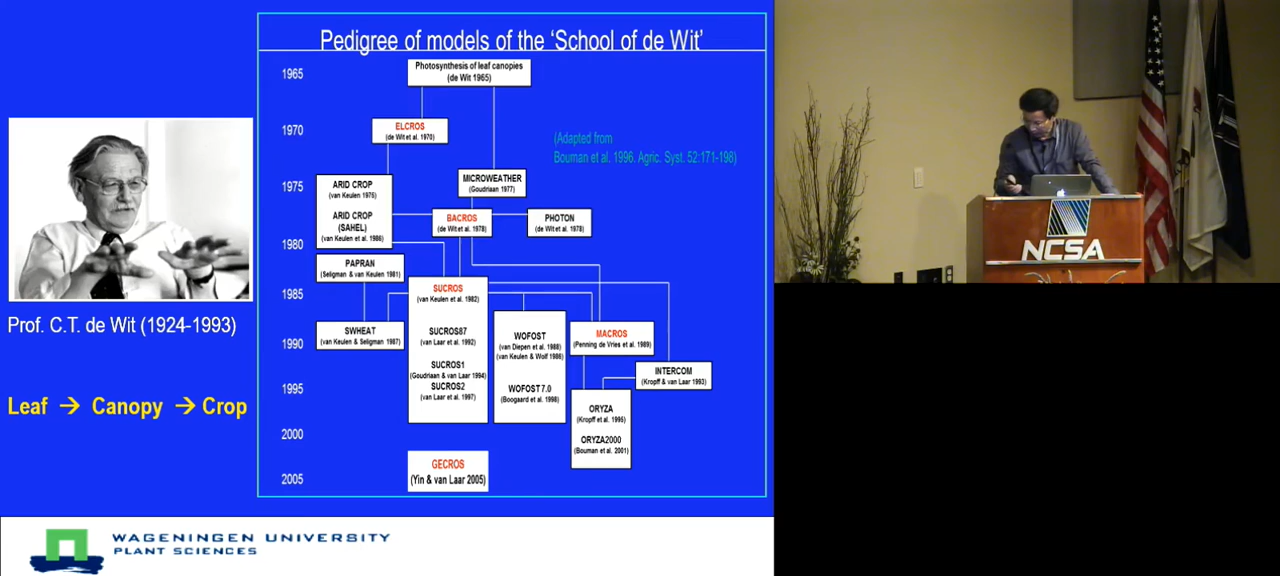 Pedigree of models of the 'School of de Wit'
1965
Photosynthesis of leaf canopies
(de Wit 1965)
1970
ELCROS
(de Wit et al. 1970)
(Adapted from
Bouman et al. 1996. Agric. Syst. 52:171-198)
1975
ARID CROP
(van Keulen 1975)
MICROWEATHER
(Goudriaan 1977)
ARID CROP
(SAHEL)
(van Keulen et al. 1986)
BACROS
(de Wit et al. 1978)
PHOTON
(de Wit et al. 1978)
1980
PAPRAN
(Seligman & van Keulen 1981)
1985
SUCROS
(van Keulen et al. 1982)
SWHEAT
(van Keulen & Seligman 1987)
SUCROS87
(van Laar et al. 1992)
WOFOST
(van Diepen et al. 1988)
(van Keulen & Wolf 1986)
MACROS
(Penning de Vries et al. 1989)
1990
SUCROS1
(Goudriaan & van Laar 1994)
SUCROS2
(van Laar et al. 1997)
INTERCOM
(Kropff & van Laar 1993)
1995
WOFOST 7.0
(Boogaard et al. 1998)
ORYZA
(Kropff et al. 1995)
2000
ORYZA2000
(Bouman et al. 2001)
GECROS
(Yin & van Laar 2005)
2005
Prof. C.T. de Wit (1924-1993)
Leaf → Canopy → Crop
WAGENINGEN UNIVERSITY
PLANT SCIENCES
NCSA